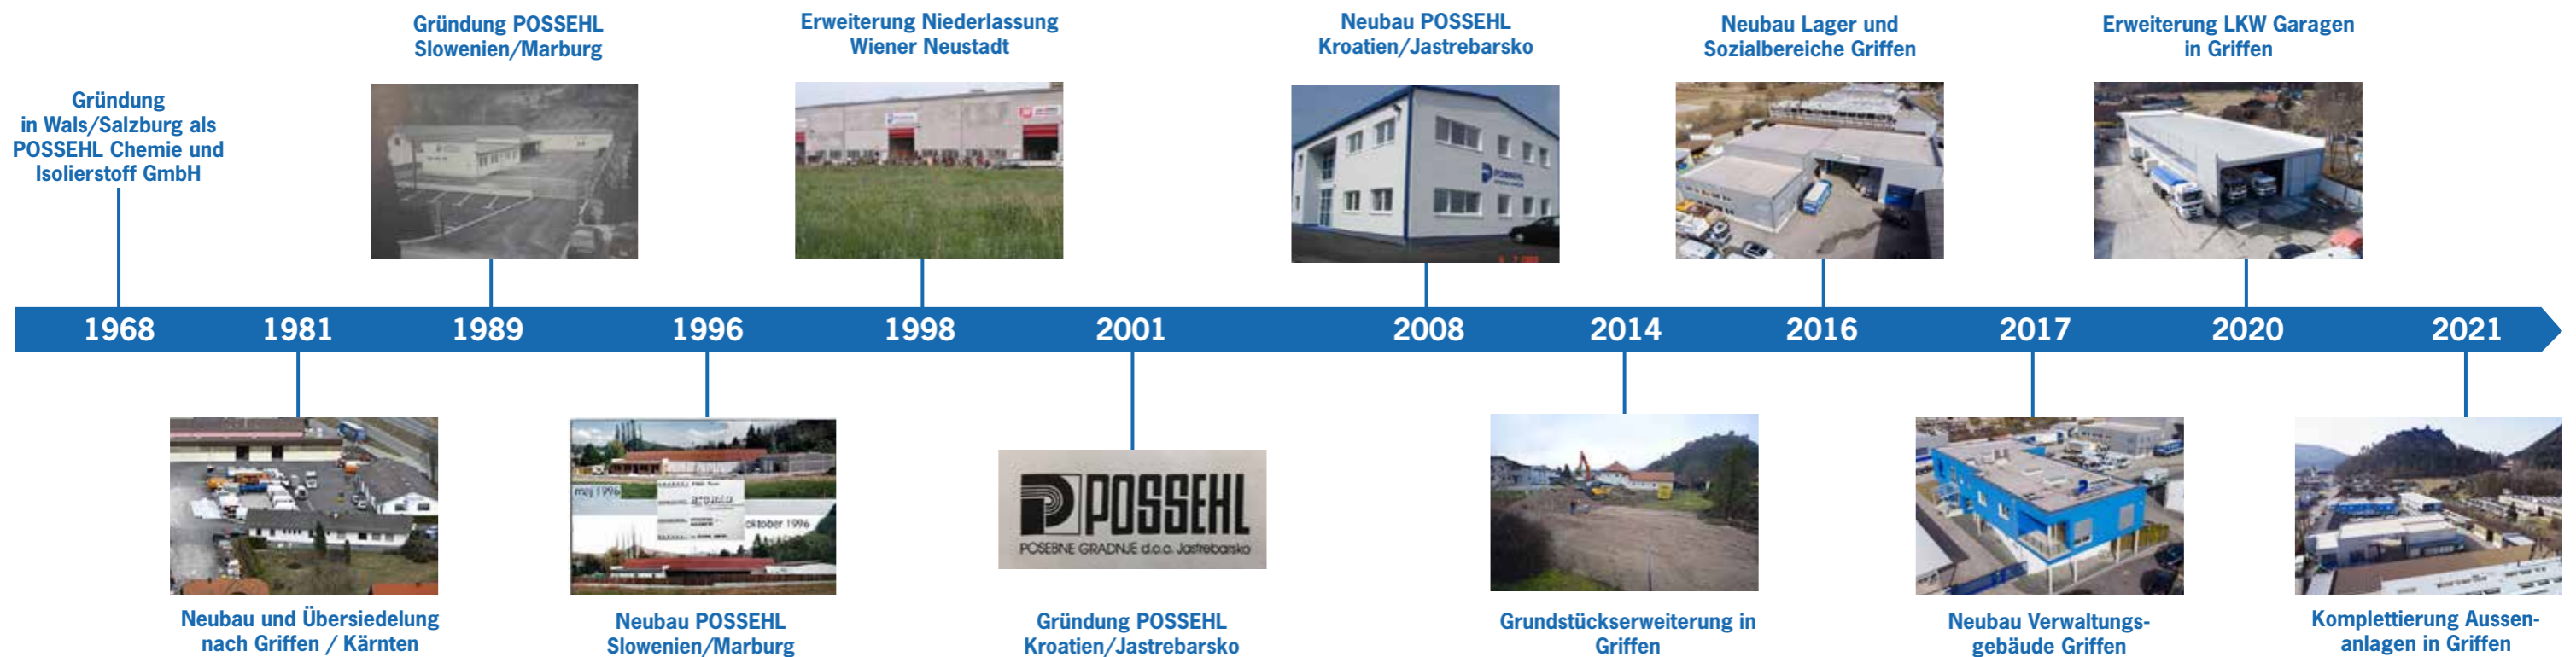 Gründung
in Wals/Salzburg als
POSSEHL Chemie und
Isolierstoff GmbH
Gründung POSSEHL
Slowenien/Marburg
Erweiterung Niederlassung
Wiener Neustadt
Neubau POSSEHL
Kroatien/Jastrebarsko
POSSEHL
Neubau Lager und
Sozialbereiche Griffen
Erweiterung LKW Garagen
in Griffen
1968 1981 1989 1996 1998 2001 2008 2014 2016 2017 2020 2021
Neubau und Übersiedelung
nach Griffen / Kärnten
maj 1996
oktober 1996
Neubau POSSEHL
Slowenien/Marburg
POSSEHL
POSEBNE GRADNJE d.o.o. Jastrebarsko
Gründung POSSEHL
Kroatien/Jastrebarsko
Grundstückserweiterung in
Griffen
Neubau Verwaltungs-
gebäude Griffen
Komplettierung Aussen-
anlagen in Griffen